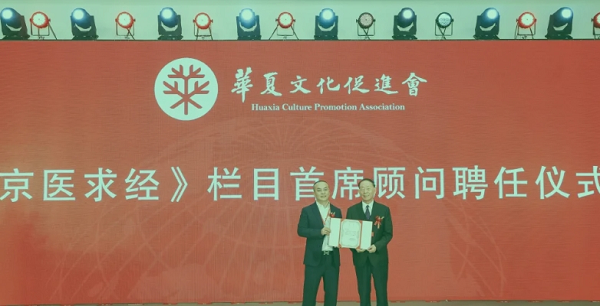 華夏文化促進會
Huaxia Culture Promotion Association
京医求经》栏目首席顾问聘任仪式